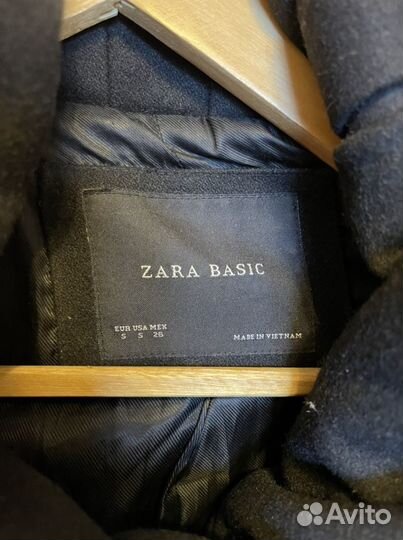 ZARA BASIC
EUR USA MEX
S S 26
MADE IN VIETNAM
Avito